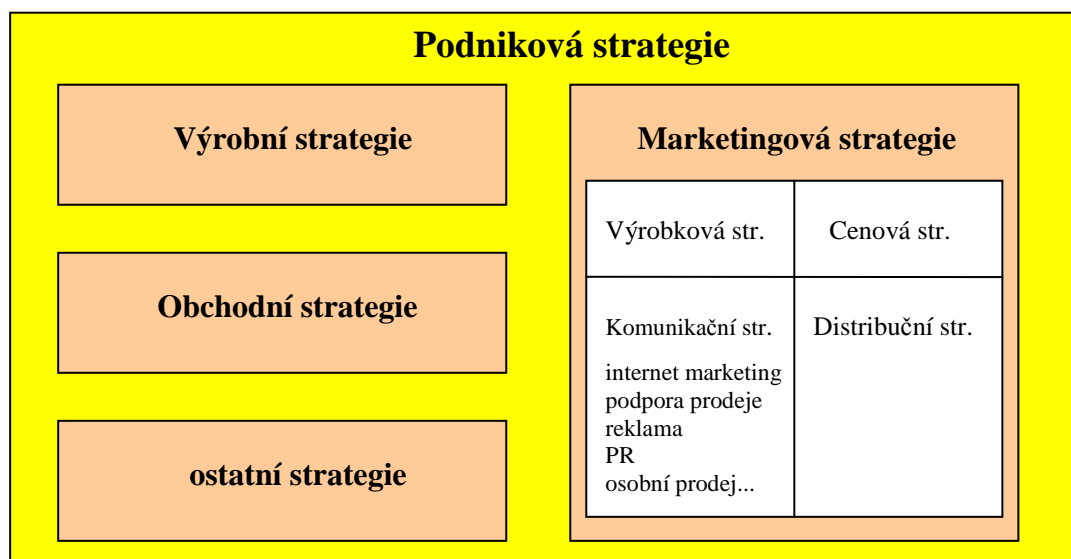 Podniková strategie
Výrobní strategie
Obchodní strategie
ostatní strategie
Marketingová strategie
Výrobková str.
Cenová str.
Komunikační str.
internet marketing
podpora prodeje
reklama
PR
osobní prodej...
Distribuční str.